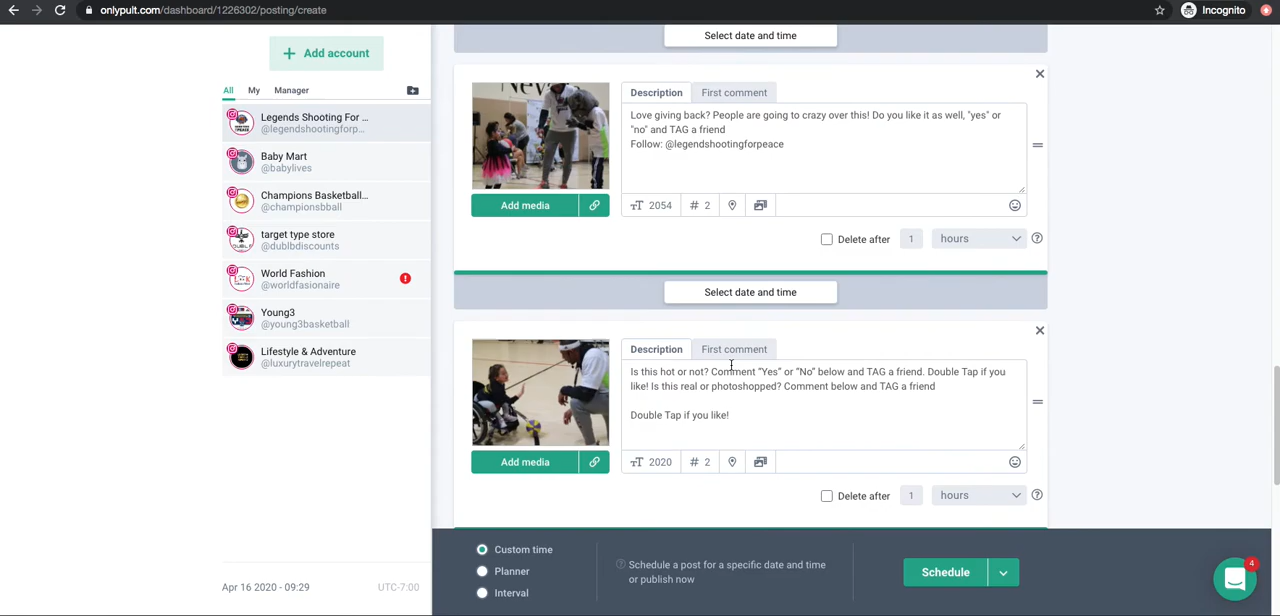 onlypult.com/dashboard/1226302/posting/create
Incognito
Add account
All My Manager
Legends Shooting For ...
@legendshootingforp...
Baby Mart
@babylives
Champions Basketball...
@championsbball
target type store
@dublbdiscounts
World Fashion
@worldfasionaire
Young3
@young3basketball
Lifestyle & Adventure
@luxurytravelrepeat
Apr 16 2020 - 09:29 UTC-7:00
Select date and time
Description First comment
Love giving back? People are going to crazy over this! Do you like it as well, "yes" or
"no" and TAG a friend
Follow: @legendshootingforpeace
Add media
2054 # 2
Delete after 1 hours
Select date and time
Description First comment
Is this hot or not? Comment “Yes” or “No” below and TAG a friend. Double Tap if you
like! Is this real or photoshopped? Comment below and TAG a friend
Double Tap if you like!
Add media
2020 # 2
Delete after 1 hours
Custom time
Planner
Interval
Schedule a post for a specific date and time
or publish now
Schedule
4